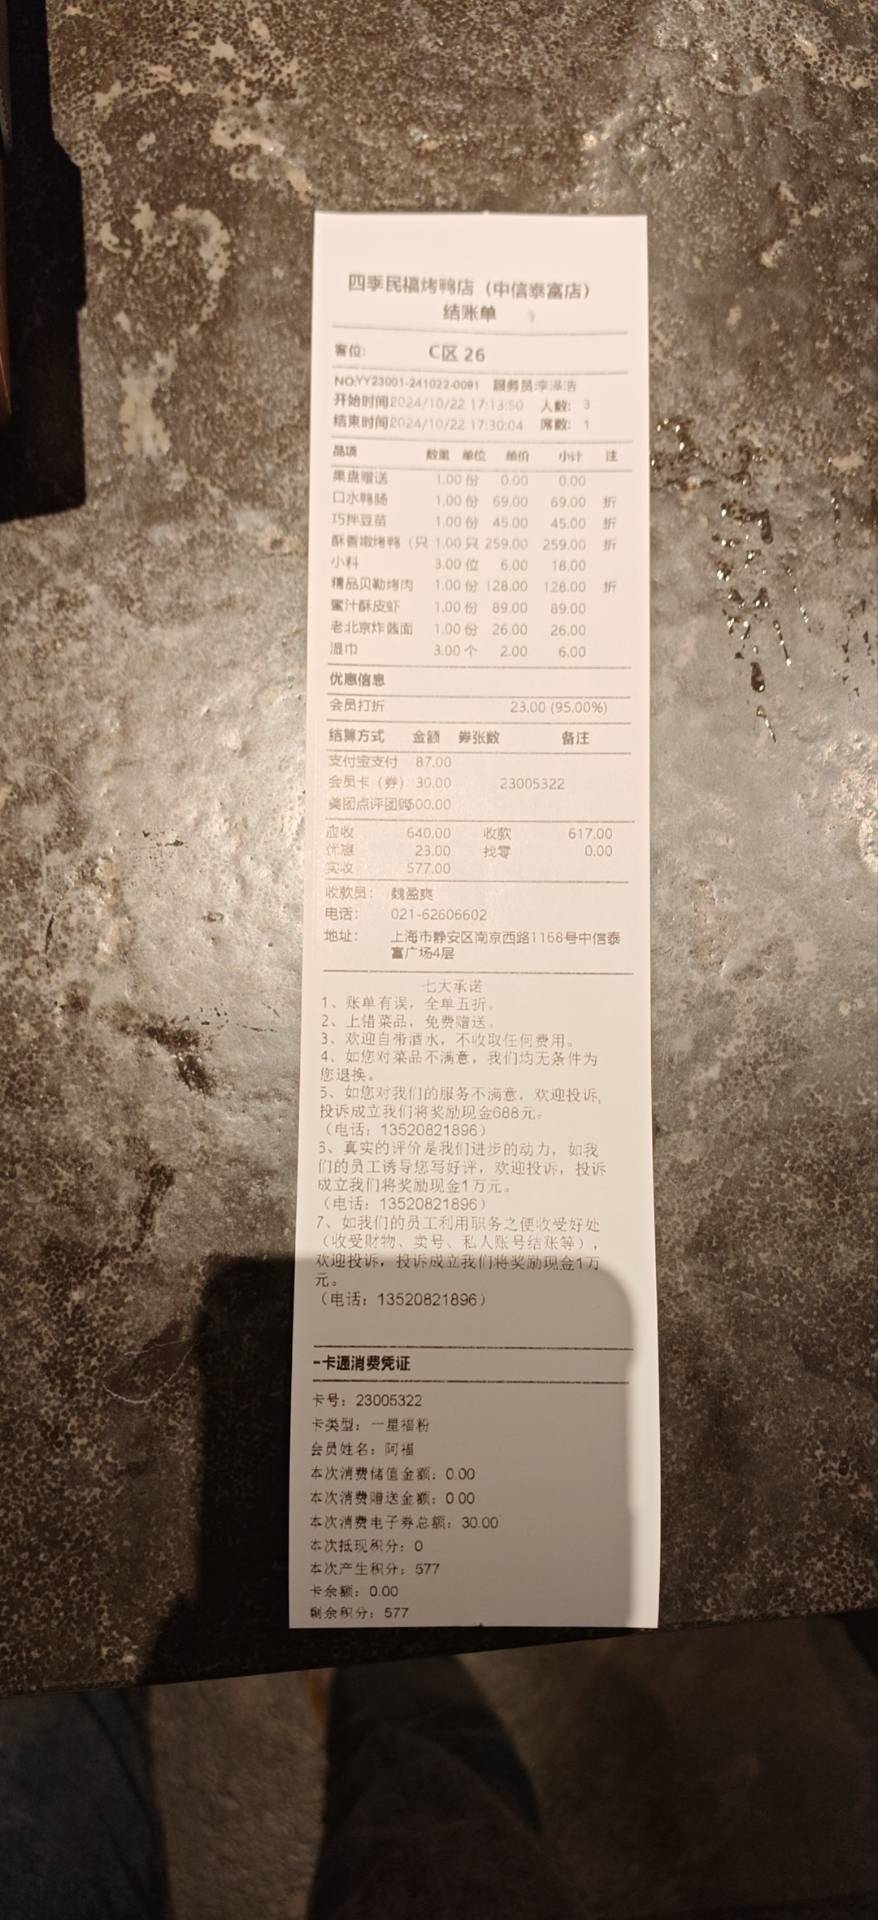 四季民福烤鸭店（中信泰富店）
结账单
客位: C区 26
NO:YY23001-241022-0091 服务员:李泽浩
开始时间2024/10/22 17:13:50 人数: 3
结束时间2024/10/22 17:30:04 席数: 1
品项 数量 单位 单价 小计 注
果盘赠送 1.00 份 0.00 0.00
口水鸭肠 1.00 份 69.00 69.00 折
巧拌豆苗 1.00 份 45.00 45.00 折
酥香嫩烤鸭（只 1.00 只 259.00 259.00 折
小料 3.00 位 6.00 18.00
精品贝勒烤肉 1.00 份 128.00 128.00 折
蜜汁酥皮虾 1.00 份 89.00 89.00
老北京炸酱面 1.00 份 26.00 26.00
湿巾 3.00 个 2.00 6.00
优惠信息
会员打折 23.00 (95.00%)
结算方式 金额 券张数 备注
支付宝支付 87.00
会员卡（券） 30.00 23005322
美团点评团购500.00
应收 640.00 收款 617.00
优惠 23.00 找零 0.00
实收 577.00
收款员: 魏盈爽
电话: 021-62606602
地址: 上海市静安区南京西路1168号中信泰
富广场4层
七大承诺
1、账单有误，全单五折。
2、上错菜品，免费赠送。
3、欢迎自带酒水，不收取任何费用。
4、如您对菜品不满意，我们均无条件为
您退换。
5、如您对我们的服务不满意，欢迎投诉，
投诉成立我们将奖励现金688元。
（电话：13520821896）
6、真实的评价是我们进步的动力，如我
们的员工诱导您写好评，欢迎投诉，投诉
成立我们将奖励现金1万元。
（电话：13520821896）
7、如我们的员工利用职务之便收受好处
（收受财物、卖号、私人账号结账等），
欢迎投诉，投诉成立我们将奖励现金1万
元。
（电话：13520821896）
一卡通消费凭证
卡号：23005322
卡类型：一星福粉
会员姓名：阿福
本次消费储值金额：0.00
本次消费赠送金额：0.00
本次消费电子券总额：30.00
本次抵现积分：0
本次产生积分：577
卡余额：0.00
剩余积分：577